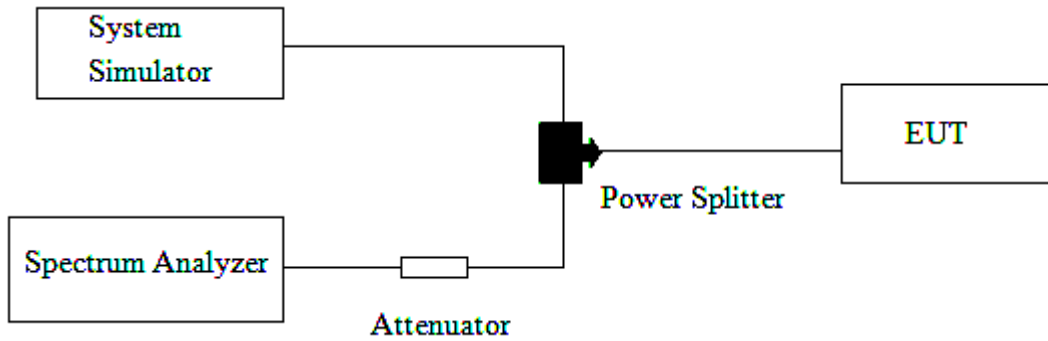 System
Simulator
EUT
Power Splitter
Spectrum Analyzer
Attenuator